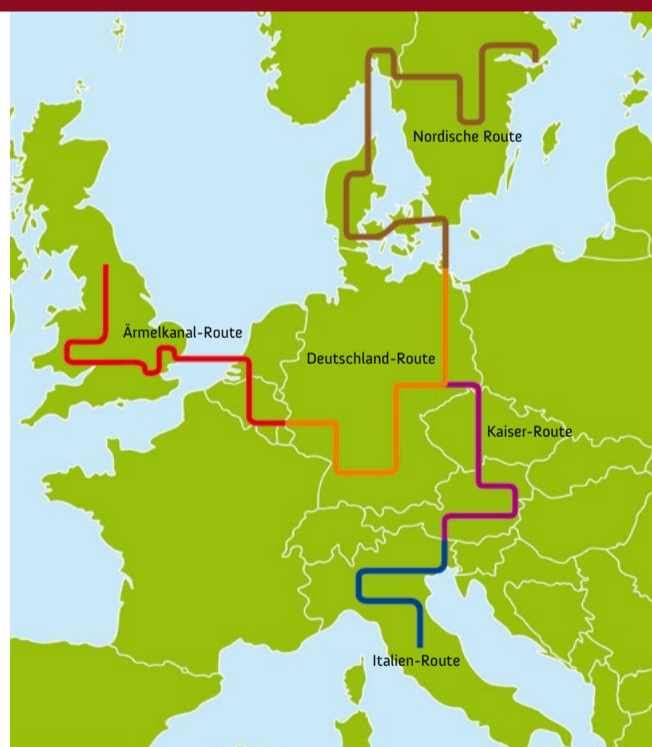 Nordische Route
Ärmelkanal-Route
Deutschland-Route
Kaiser-Route
Italien-Route